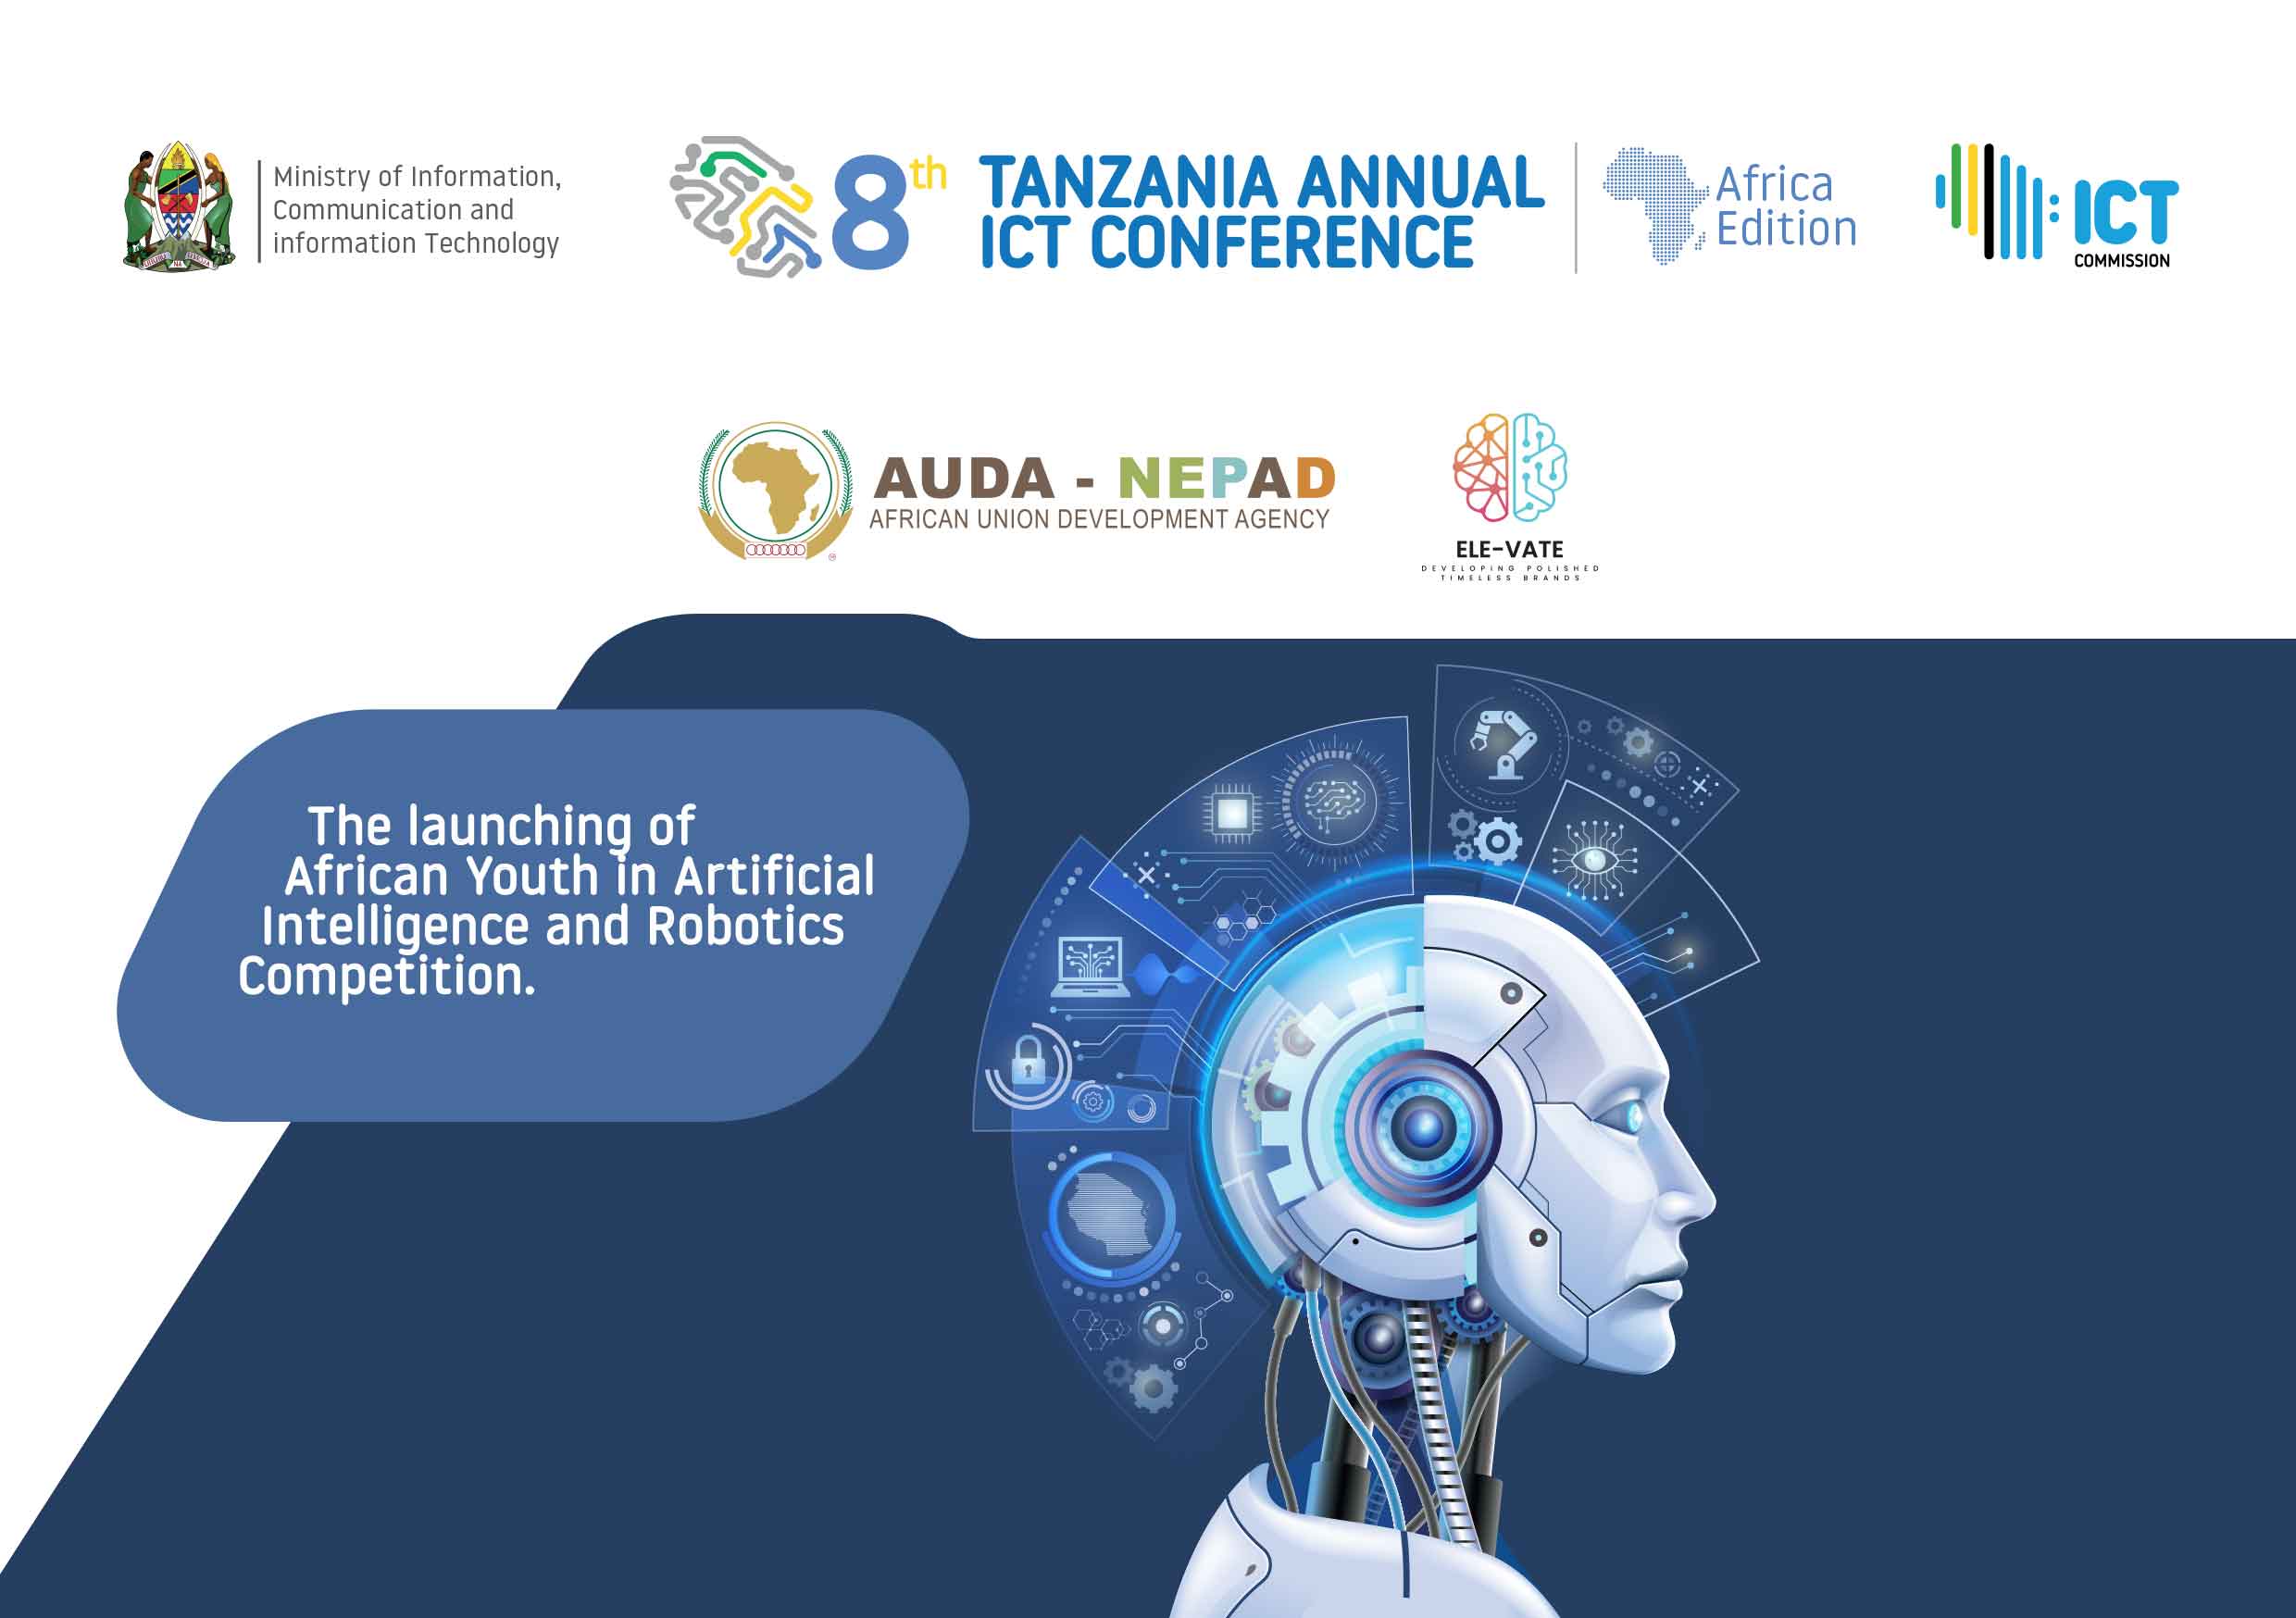 Ministry of Information,
Communication and
information Technology
8th
TANZANIA ANNUAL
ICT CONFERENCE
Africa
Edition
ICT
COMMISSION
AUDA - NEPAD
AFRICAN UNION DEVELOPMENT AGENCY
ELE-VATE
DEVELOPING POLISHED
TIMELESS BRANDS
The launching of
African Youth in Artificial
Intelligence and Robotics
Competition.